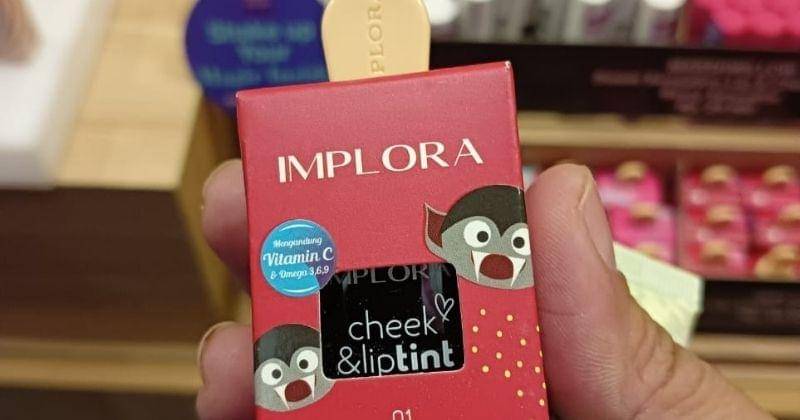 IMPLORA
IMPLORA
Mengandung
Vitamin C
& Omega 3,6,9
IMPLORA
cheek
&liptint
01